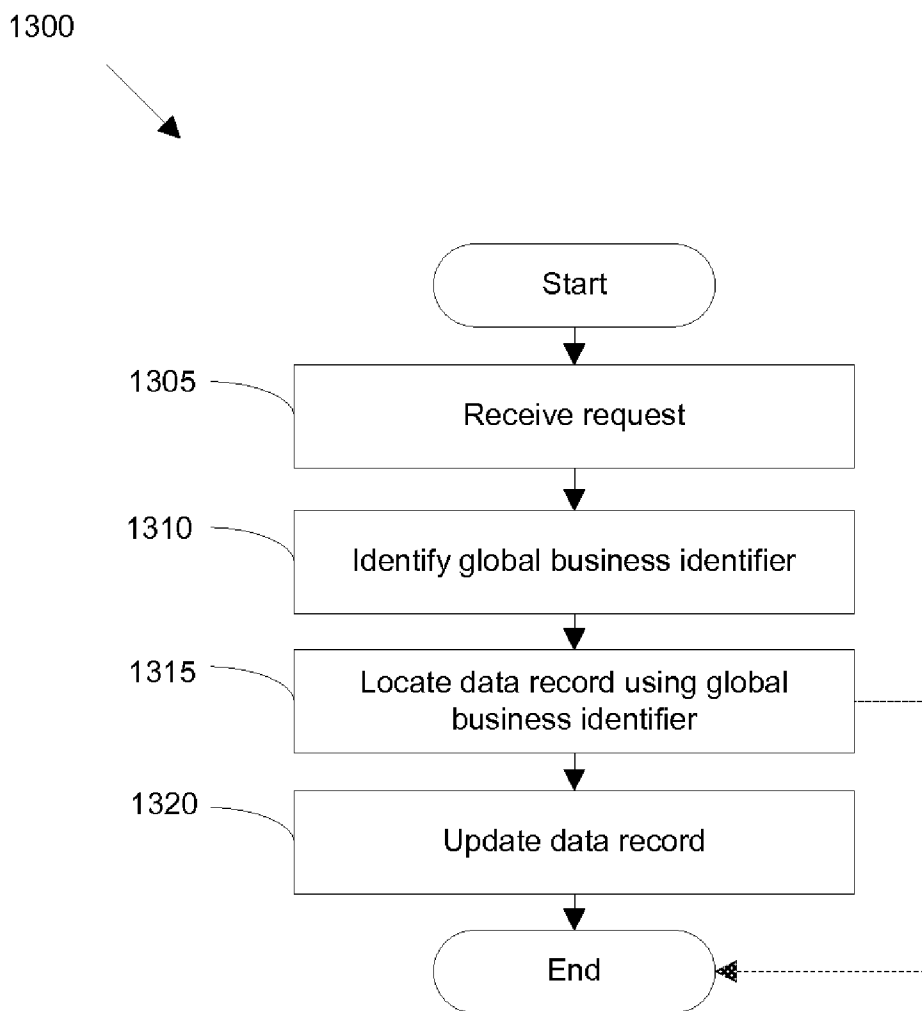 1300
Start
1305
Receive request
1310
Identify global business identifier
1315
Locate data record using global
business identifier
1320
Update data record
End